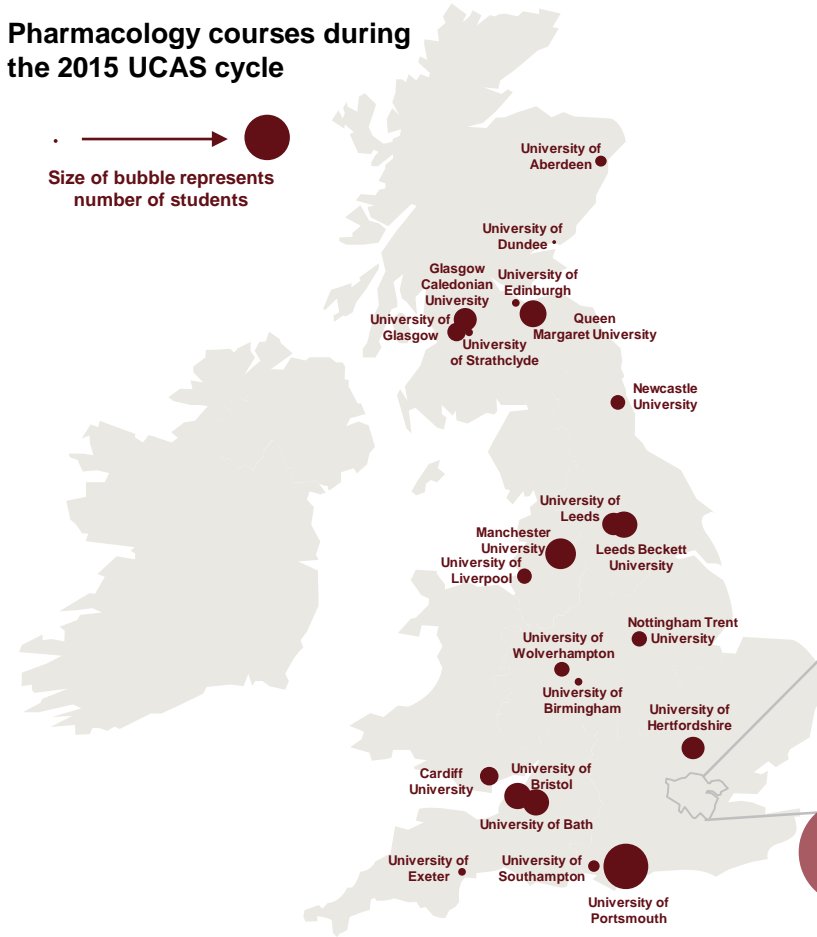 Pharmacology courses during
the 2015 UCAS cycle
Size of bubble represents
number of students
University of
Aberdeen
University of
Dundee
Glasgow
Caledonian
University
University of
Edinburgh
University of
Glasgow
Queen
Margaret University
University
of Strathclyde
Newcastle
University
University of
Leeds
Manchester
University
Leeds Beckett
University
University of
Liverpool
Nottingham Trent
University
University of
Wolverhampton
University of
Birmingham
University of
Hertfordshire
Cardiff
University
University of
Bristol
University of Bath
University of
Exeter
University of
Southampton
University of
Portsmouth